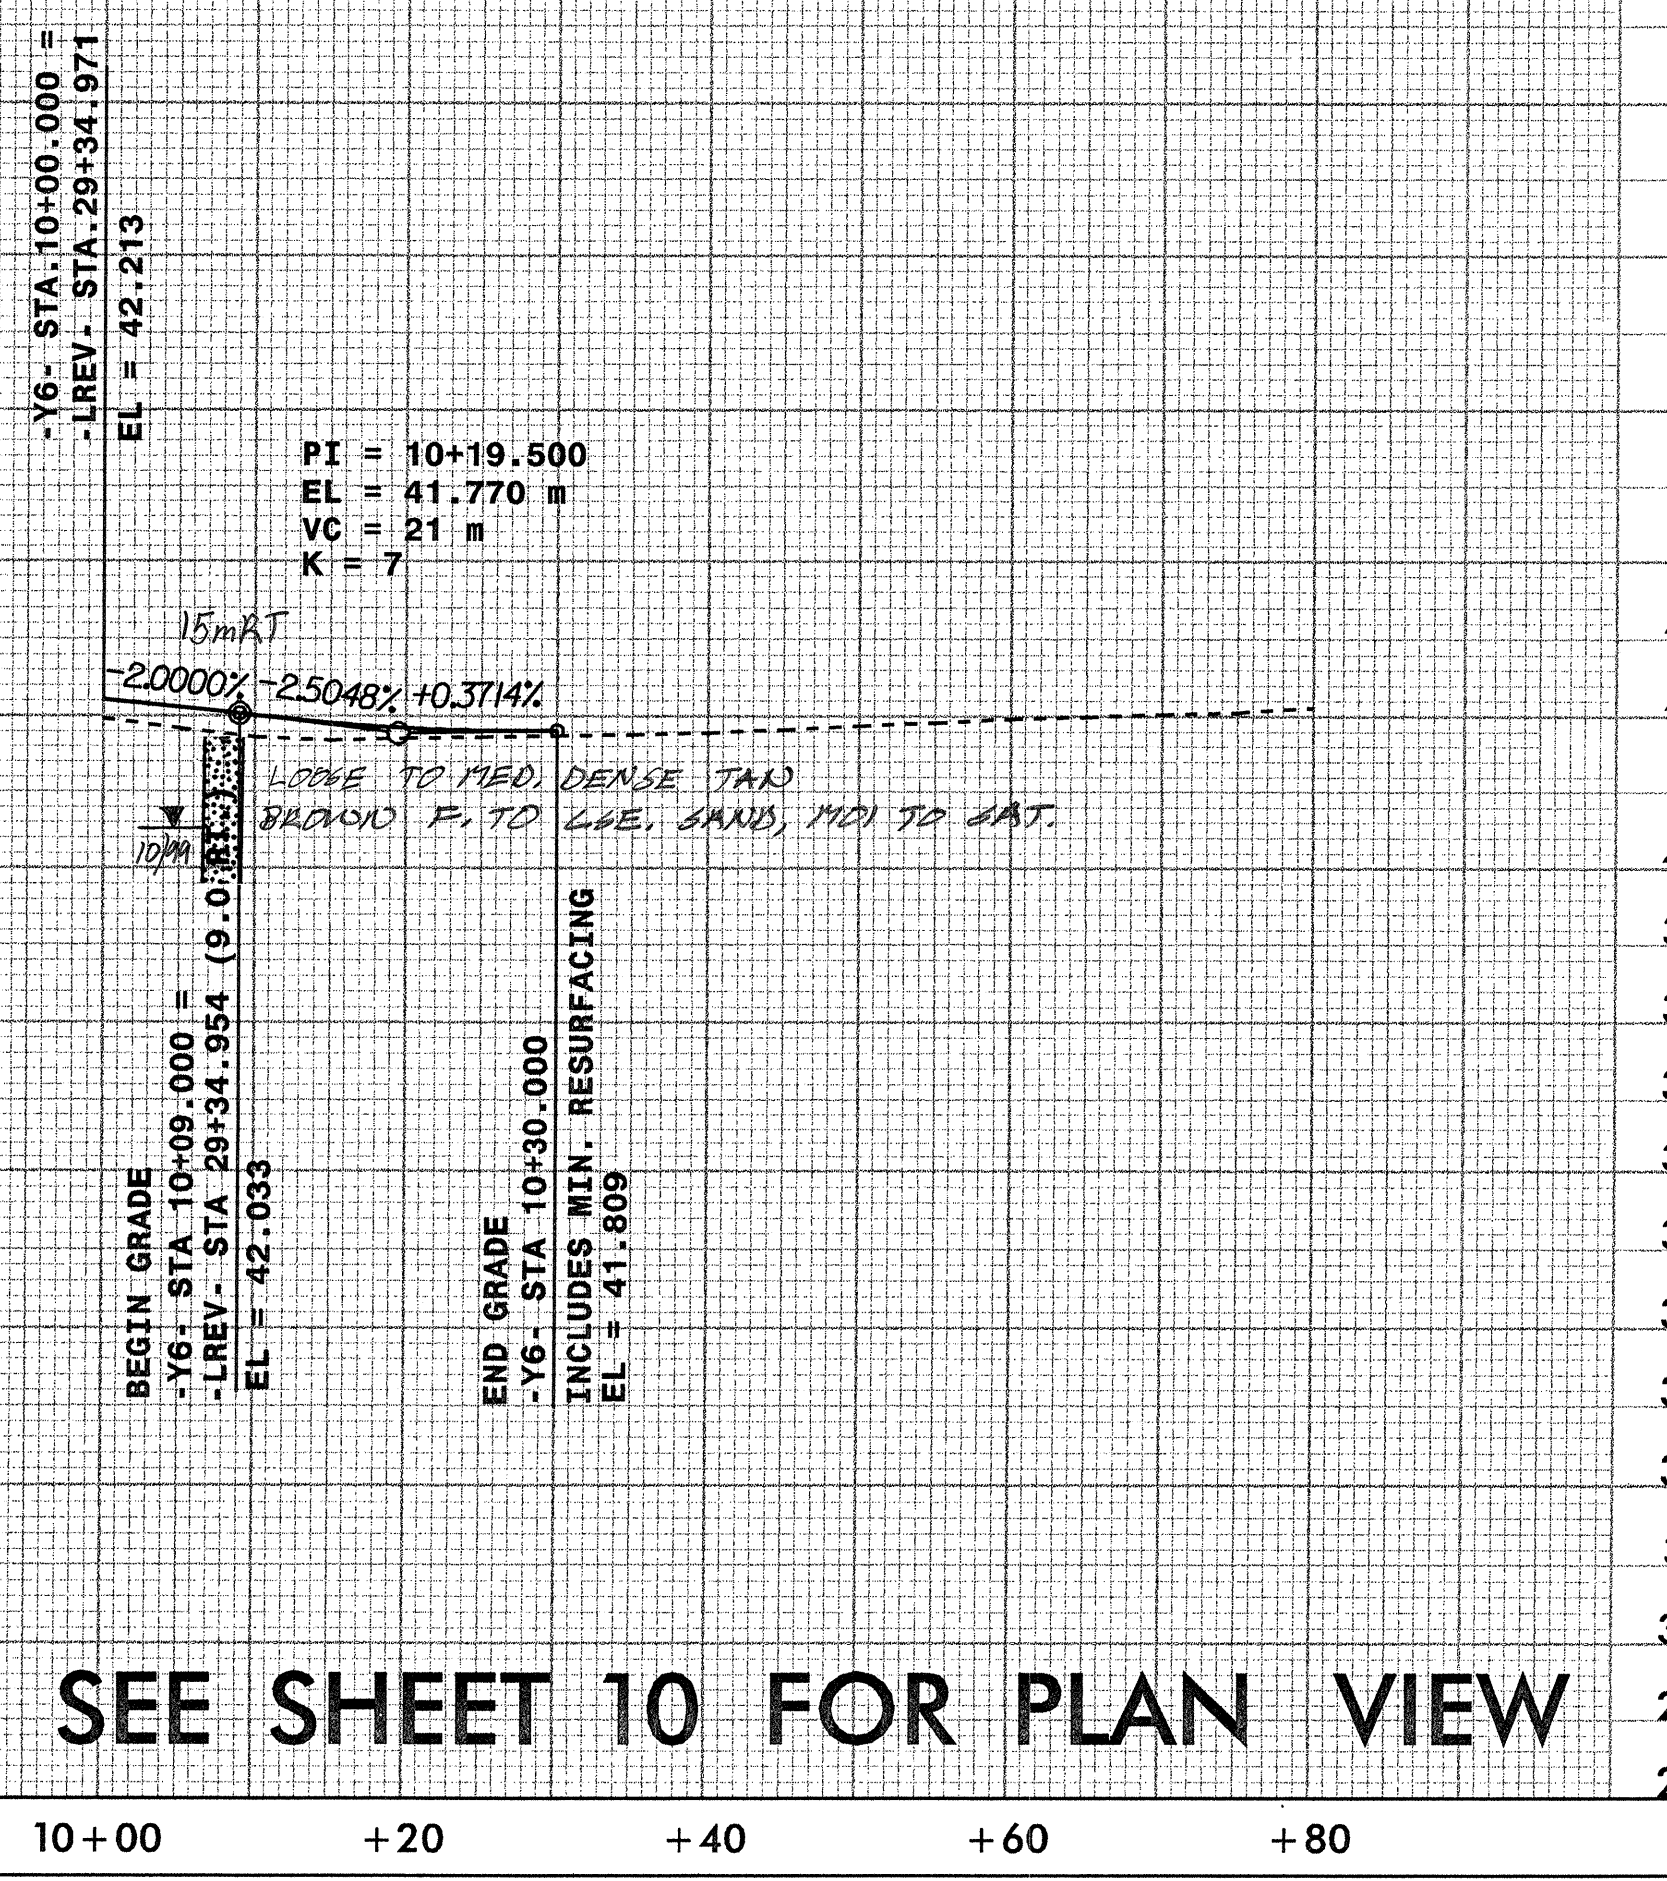 -Y6- STA.10+00.000 =
-LREV- STA.29+34.971
EL = 42.213
PI = 10+19.500
EL = 41.770 m
VC = 21 m
K = 7
15mRT
-2.0000% -2.5048% +0.3714%
LOOSE TO MED. DENSE TAN
BROWN F. TO CSE. SAND, MOI TO SAT.
10/99
BEGIN GRADE
-Y6- STA 10+09.000 =
-LREV- STA 29+34.954 (9.0 RT.)
EL = 42.033
END GRADE
-Y6- STA 10+30.000
INCLUDES MIN. RESURFACING
EL = 41.809
SEE SHEET 10 FOR PLAN VIEW
10+00 +20 +40 +60 +80